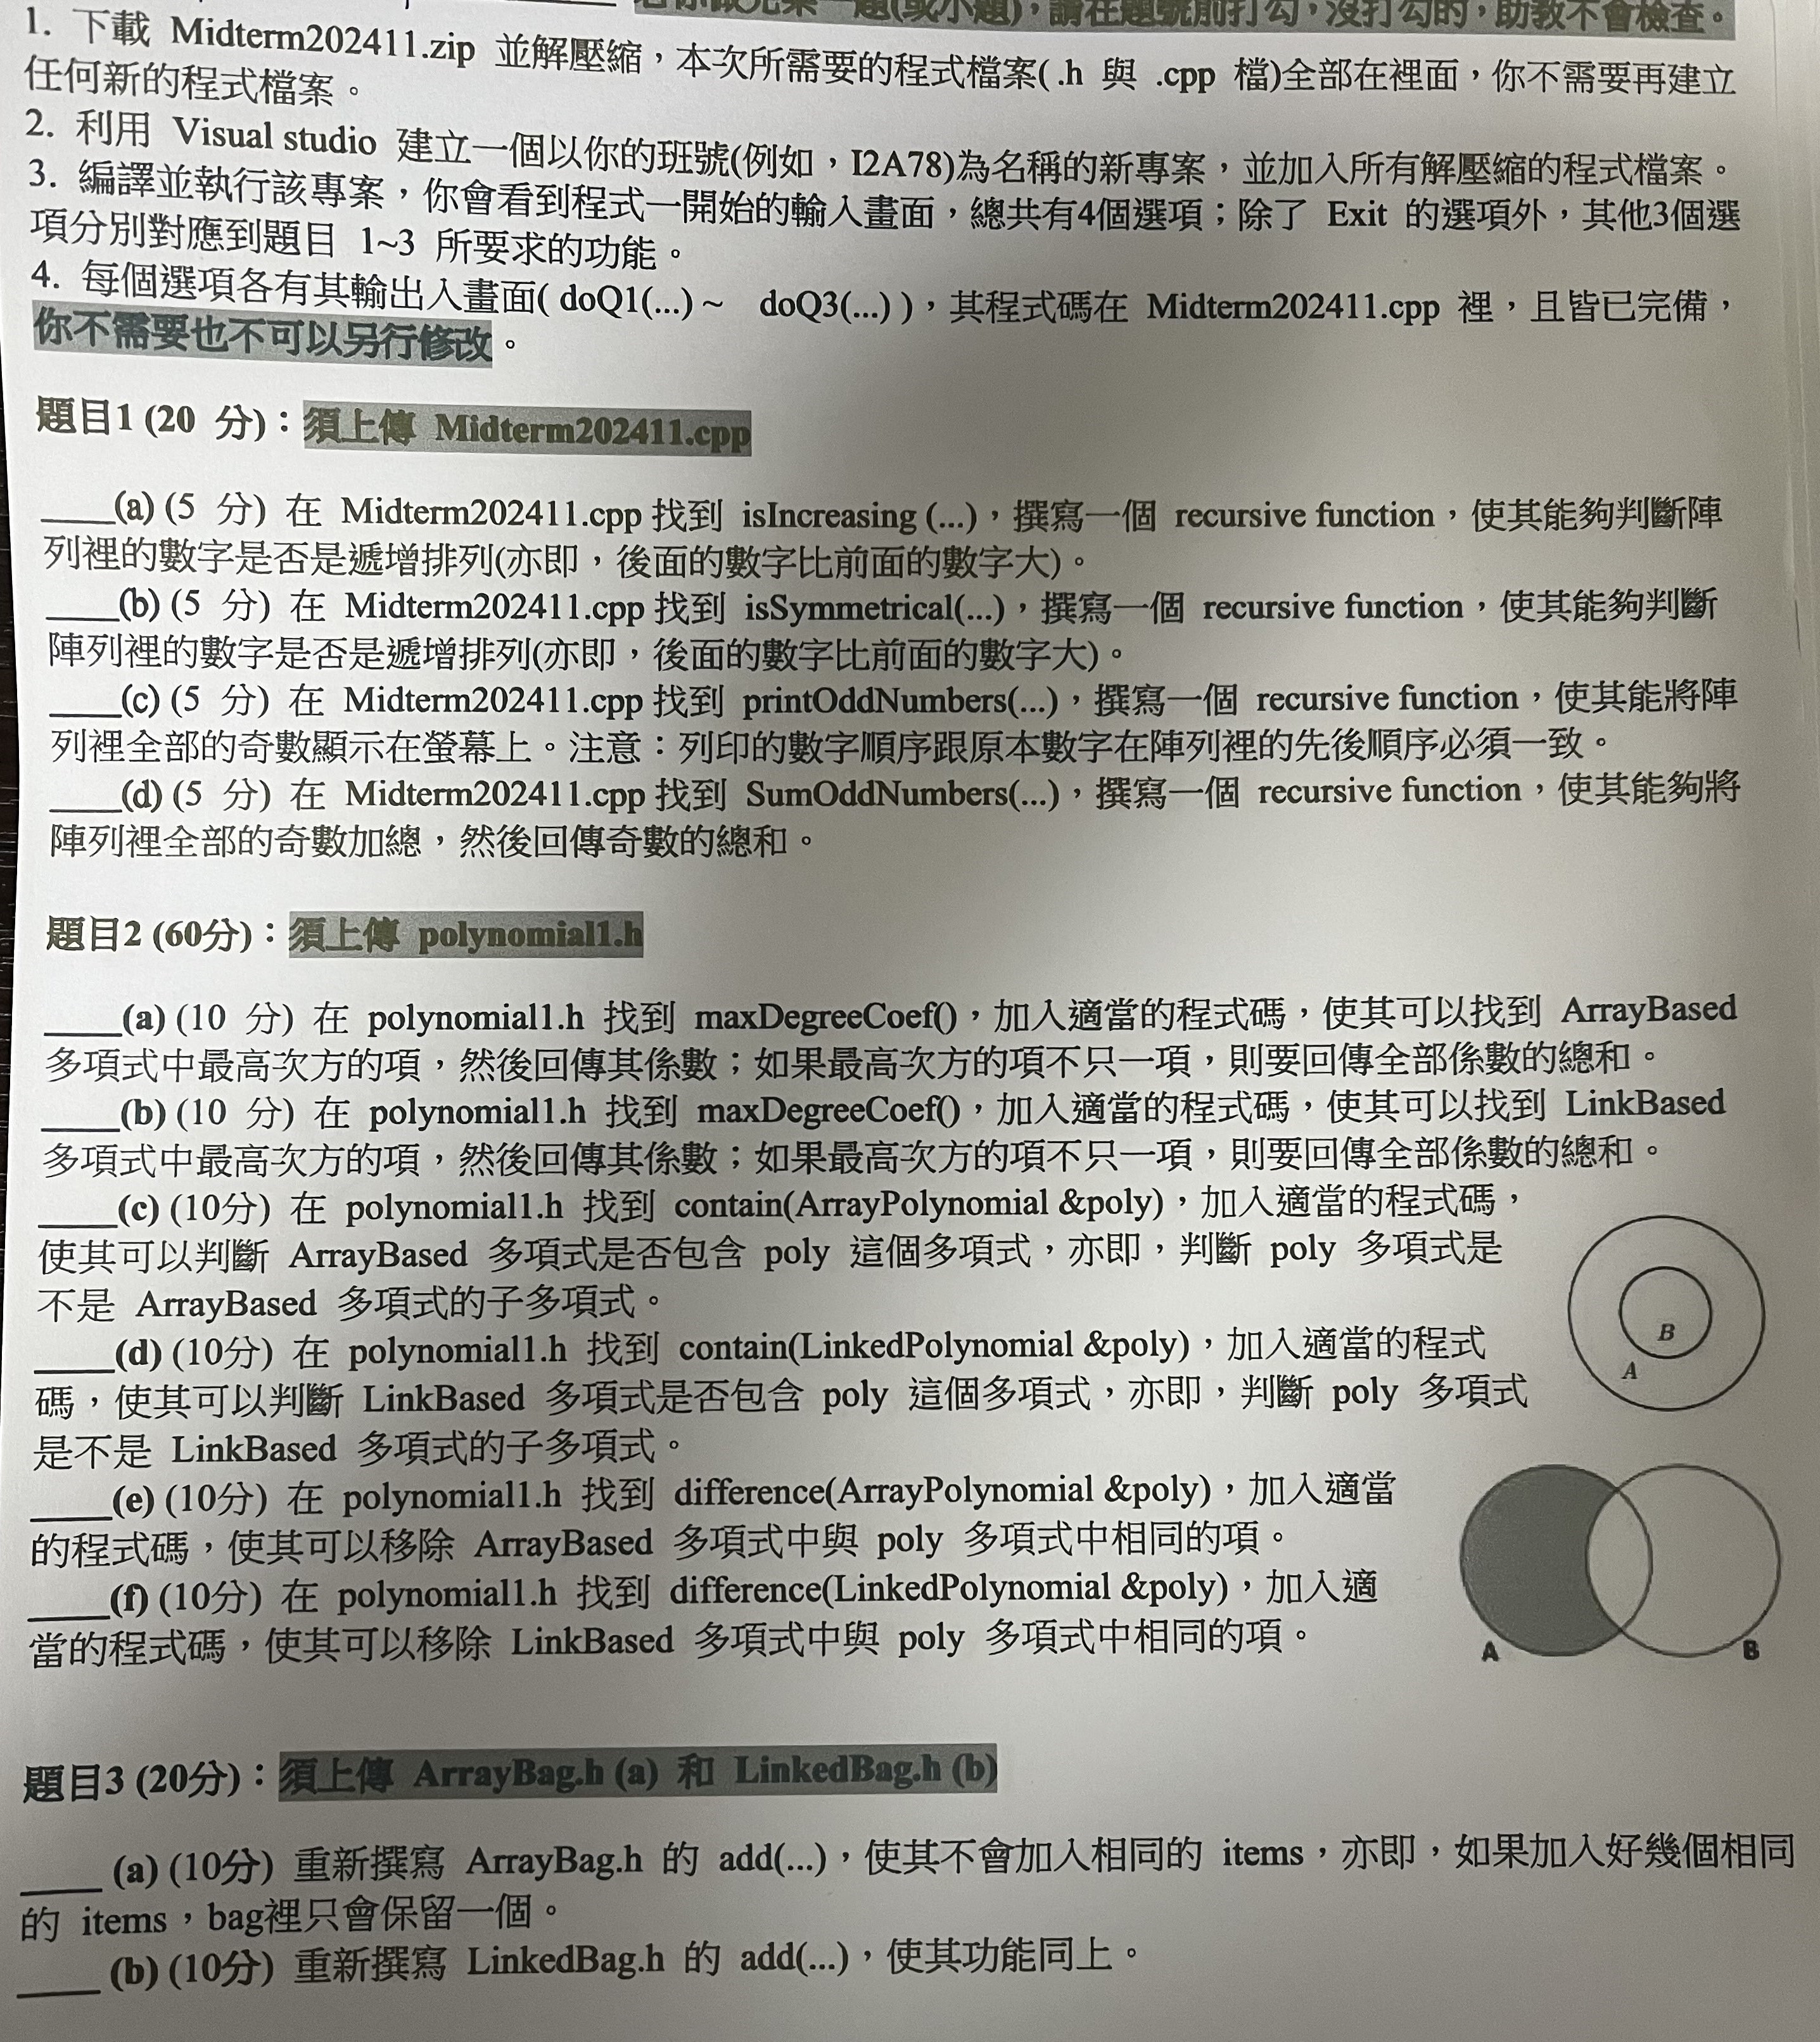 題(或小題)，請在題號前打勾，沒打勾的，助教不會檢查。
1. 下載 Midterm202411.zip 並解壓縮，本次所需要的程式檔案(.h 與 .cpp 檔)全部在裡面，你不需要再建立
任何新的程式檔案。
2. 利用 Visual studio 建立一個以你的班號(例如，I2A78)為名稱的新專案，並加入所有解壓縮的程式檔案。
3. 編譯並執行該專案，你會看到程式一開始的輸入畫面，總共有4個選項；除了 Exit 的選項外，其他3個選
項分別對應到題目 1~3 所要求的功能。
4. 每個選項各有其輸出入畫面( doQ1(...) ~ doQ3(...) )，其程式碼在 Midterm202411.cpp 裡，且皆已完備，
你不需要也不可以另行修改。
題目1 (20 分)：須上傳 Midterm202411.cpp
____(a) (5 分) 在 Midterm202411.cpp 找到 isIncreasing (...)，撰寫一個 recursive function，使其能夠判斷陣
列裡的數字是否是遞增排列(亦即，後面的數字比前面的數字大)。
____(b) (5 分) 在 Midterm202411.cpp 找到 isSymmetrical(...)，撰寫一個 recursive function，使其能夠判斷
陣列裡的數字是否是遞增排列(亦即，後面的數字比前面的數字大)。
____(c) (5 分) 在 Midterm202411.cpp 找到 printOddNumbers(...)，撰寫一個 recursive function，使其能將陣
列裡全部的奇數顯示在螢幕上。注意：列印的數字順序跟原本數字在陣列裡的先後順序必須一致。
____(d) (5 分) 在 Midterm202411.cpp 找到 SumOddNumbers(...)，撰寫一個 recursive function，使其能夠將
陣列裡全部的奇數加總，然後回傳奇數的總和。
題目2 (60分)：須上傳 polynomial1.h
____(a) (10 分) 在 polynomial1.h 找到 maxDegreeCoef()，加入適當的程式碼，使其可以找到 ArrayBased
多項式中最高次方的項，然後回傳其係數；如果最高次方的項不只一項，則要回傳全部係數的總和。
____(b) (10 分) 在 polynomial1.h 找到 maxDegreeCoef()，加入適當的程式碼，使其可以找到 LinkBased
多項式中最高次方的項，然後回傳其係數；如果最高次方的項不只一項，則要回傳全部係數的總和。
____(c) (10分) 在 polynomial1.h 找到 contain(ArrayPolynomial &poly)，加入適當的程式碼，
使其可以判斷 ArrayBased 多項式是否包含 poly 這個多項式，亦即，判斷 poly 多項式是
不是 ArrayBased 多項式的子多項式。
B
A
____(d) (10分) 在 polynomial1.h 找到 contain(LinkedPolynomial &poly)，加入適當的程式
碼，使其可以判斷 LinkBased 多項式是否包含 poly 這個多項式，亦即，判斷 poly 多項式
是不是 LinkBased 多項式的子多項式。
____(e) (10分) 在 polynomial1.h 找到 difference(ArrayPolynomial &poly)，加入適當
的程式碼，使其可以移除 ArrayBased 多項式中與 poly 多項式中相同的項。
____(f) (10分) 在 polynomial1.h 找到 difference(LinkedPolynomial &poly)，加入適
當的程式碼，使其可以移除 LinkBased 多項式中與 poly 多項式中相同的項。
A B
題目3 (20分)：須上傳 ArrayBag.h (a) 和 LinkedBag.h (b)
____ (a) (10分) 重新撰寫 ArrayBag.h 的 add(...)，使其不會加入相同的 items，亦即，如果加入好幾個相同
的 items，bag裡只會保留一個。
____ (b) (10分) 重新撰寫 LinkedBag.h 的 add(...)，使其功能同上。